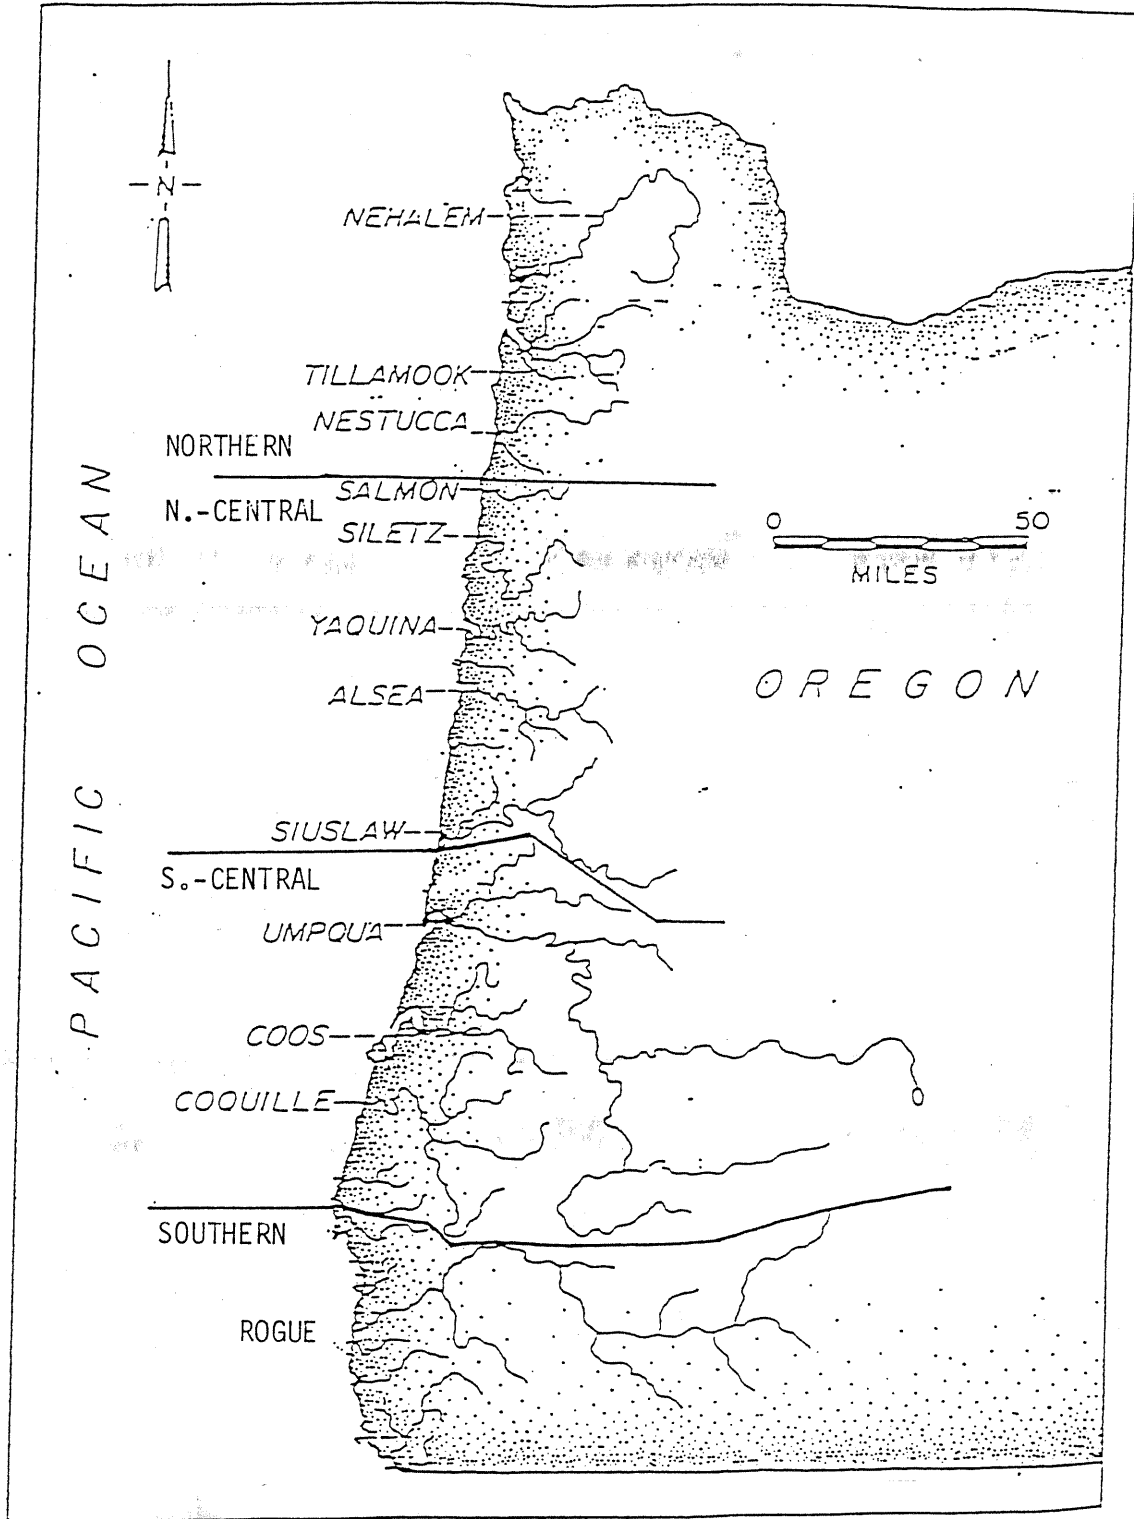 N
NEHALEM
TILLAMOOK
NESTUCCA
NORTHERN
SALMON
N.-CENTRAL
SILETZ
0 50
MILES
YAQUINA
ALSEA
OREGON
PACIFIC OCEAN
SIUSLAW
S.-CENTRAL
UMPQUA
COOS
COQUILLE
SOUTHERN
ROGUE